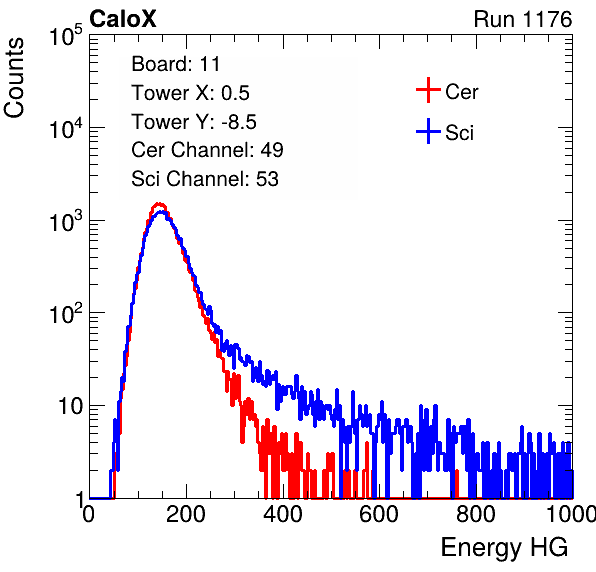 CaloX Run 1176
Counts
10^5
10^4
10^3
10^2
10
1
Board: 11
Tower X: 0.5
Tower Y: -8.5
Cer Channel: 49
Sci Channel: 53
Cer
Sci
0 200 400 600 800 1000
Energy HG